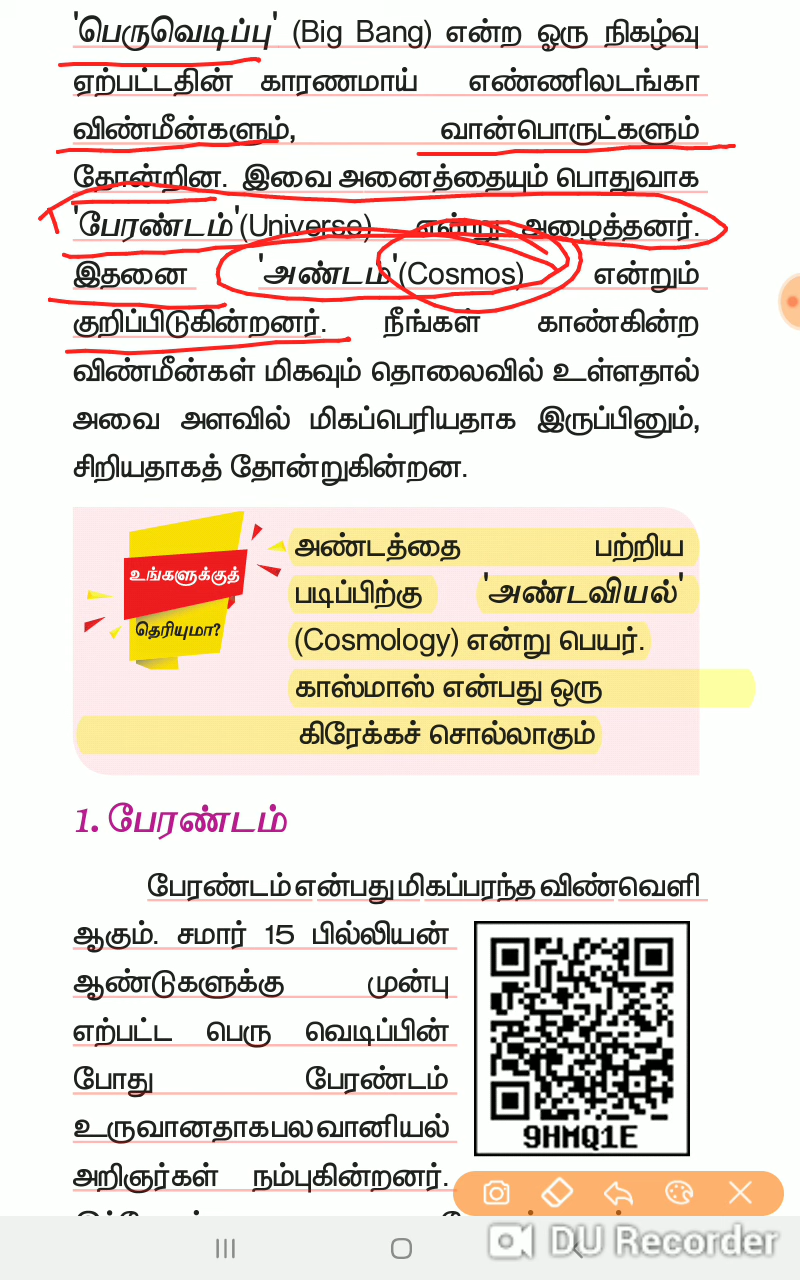 'பெருவெடிப்பு' (Big Bang) என்ற ஒரு நிகழ்வு
ஏற்பட்டதின் காரணமாய் எண்ணிலடங்கா
விண்மீன்களும், வான்பொருட்களும்
தோன்றின. இவை அனைத்தையும் பொதுவாக
'பேரண்டம்'(Universe) என்று அழைத்தனர்.
இதனை 'அண்டம்'(Cosmos) என்றும்
குறிப்பிடுகின்றனர். நீங்கள் காண்கின்ற
விண்மீன்கள் மிகவும் தொலைவில் உள்ளதால்
அவை அளவில் மிகப்பெரியதாக இருப்பினும்,
சிறியதாகத் தோன்றுகின்றன.
உங்களுக்குத்
தெரியுமா?
அண்டத்தை பற்றிய
படிப்பிற்கு 'அண்டவியல்'
(Cosmology) என்று பெயர்.
காஸ்மாஸ் என்பது ஒரு
கிரேக்கச் சொல்லாகும்
1. பேரண்டம்
பேரண்டம் என்பது மிகப்பரந்த விண்வெளி
ஆகும். சுமார் 15 பில்லியன்
ஆண்டுகளுக்கு முன்பு
ஏற்பட்ட பெரு வெடிப்பின்
போது பேரண்டம்
உருவானதாக பல வானியல்
அறிஞர்கள் நம்புகின்றனர்.
9HMQ1E
DU Recorder